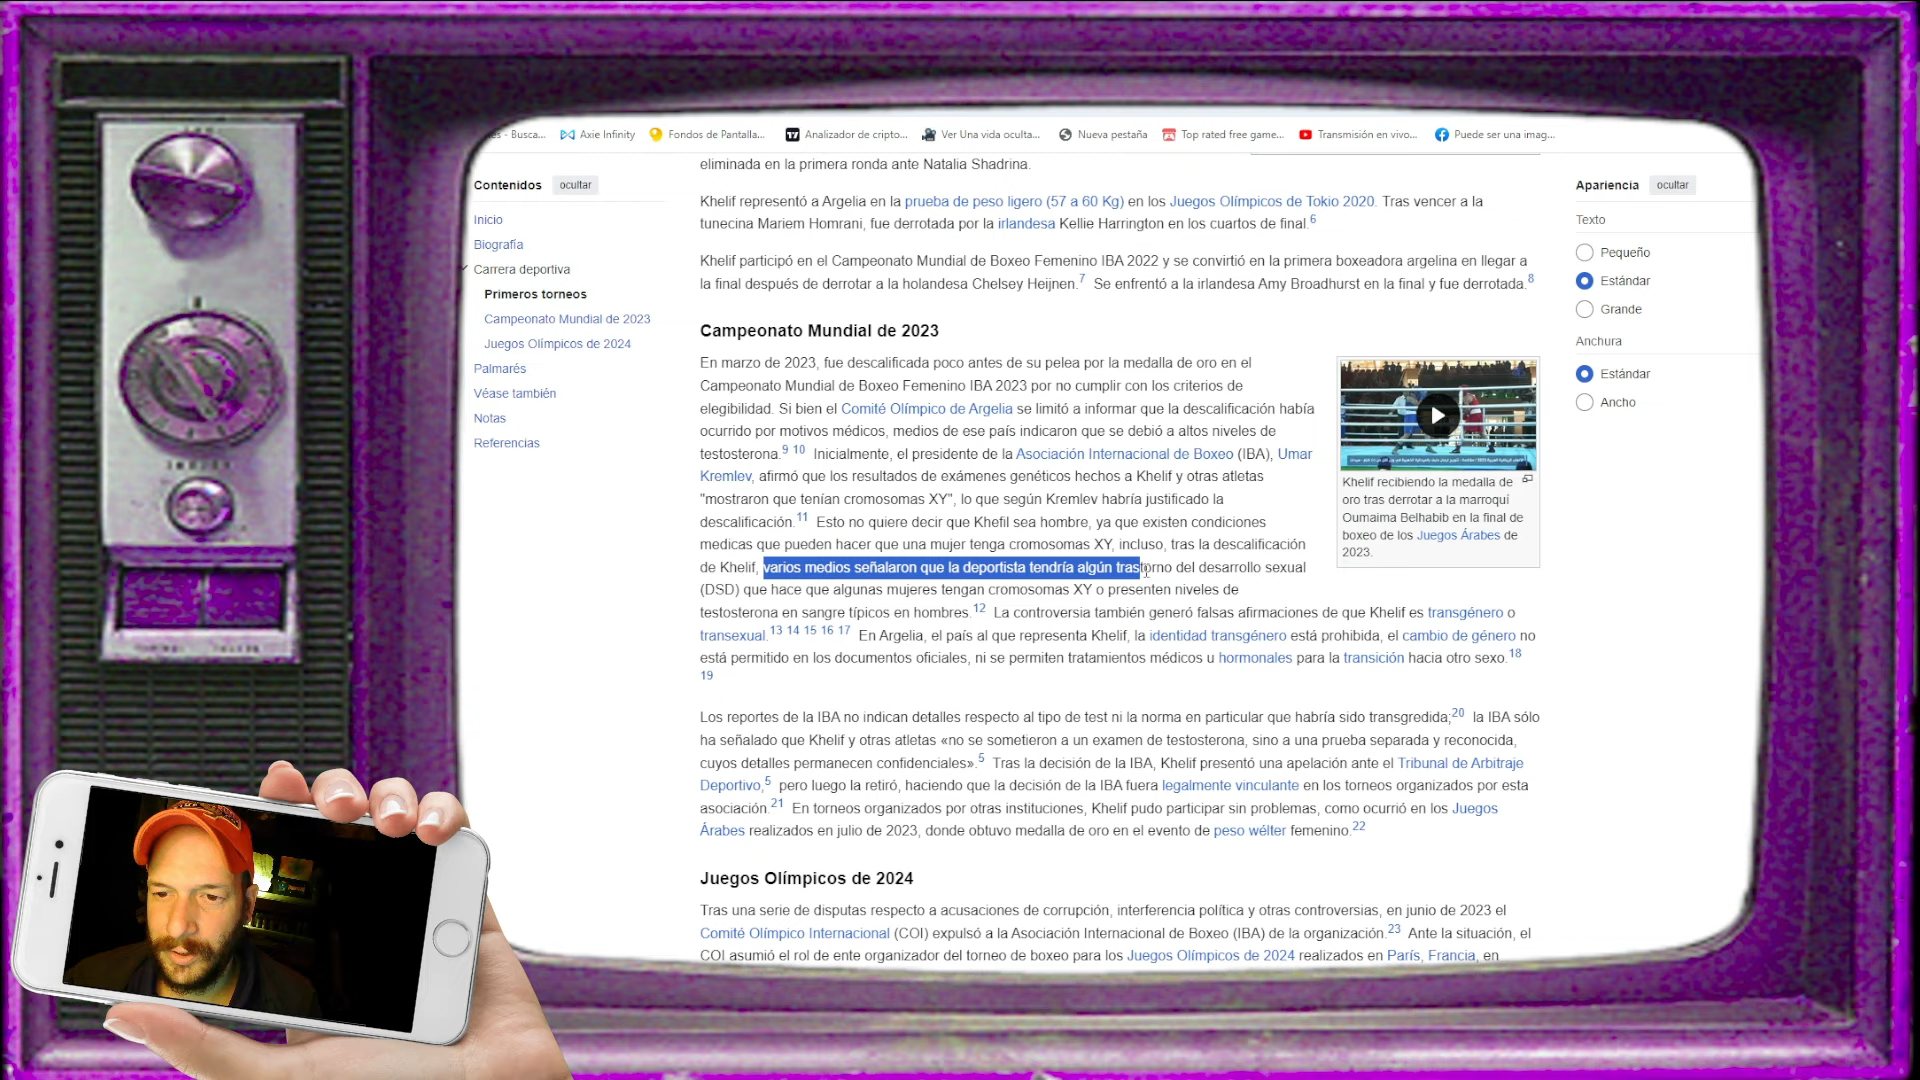 es - Busca...
Axie Infinity
Fondos de Pantalla...
Analizador de cripto...
Ver Una vida oculta...
Nueva pestaña
Top rated free game...
Transmisión en vivo...
Puede ser una imag...
Contenidos ocultar
Inicio
Biografía
Carrera deportiva
Primeros torneos
Campeonato Mundial de 2023
Juegos Olímpicos de 2024
Palmarés
Véase también
Notas
Referencias
eliminada en la primera ronda ante Natalia Shadrina.
Khelif representó a Argelia en la prueba de peso ligero (57 a 60 Kg) en los Juegos Olímpicos de Tokio 2020. Tras vencer a la
tunecina Mariem Homrani, fue derrotada por la irlandesa Kellie Harrington en los cuartos de final.6
Khelif participó en el Campeonato Mundial de Boxeo Femenino IBA 2022 y se convirtió en la primera boxeadora argelina en llegar a
la final después de derrotar a la holandesa Chelsey Heijnen.7 Se enfrentó a la irlandesa Amy Broadhurst en la final y fue derrotada.8
Campeonato Mundial de 2023
En marzo de 2023, fue descalificada poco antes de su pelea por la medalla de oro en el
Campeonato Mundial de Boxeo Femenino IBA 2023 por no cumplir con los criterios de
elegibilidad. Si bien el Comité Olímpico de Argelia se limitó a informar que la descalificación había
ocurrido por motivos médicos, medios de ese país indicaron que se debió a altos niveles de
testosterona.9 10 Inicialmente, el presidente de la Asociación Internacional de Boxeo (IBA), Umar
Kremlev, afirmó que los resultados de exámenes genéticos hechos a Khelif y otras atletas
"mostraron que tenían cromosomas XY", lo que según Kremlev habría justificado la
descalificación.11 Esto no quiere decir que Khefil sea hombre, ya que existen condiciones
medicas que pueden hacer que una mujer tenga cromosomas XY, incluso, tras la descalificación
de Khelif, varios medios señalaron que la deportista tendría algún trastorno del desarrollo sexual
(DSD) que hace que algunas mujeres tengan cromosomas XY o presenten niveles de
testosterona en sangre típicos en hombres.12 La controversia también generó falsas afirmaciones de que Khelif es transgénero o
transexual.13 14 15 16 17 En Argelia, el país al que representa Khelif, la identidad transgénero está prohibida, el cambio de género no
está permitido en los documentos oficiales, ni se permiten tratamientos médicos u hormonales para la transición hacia otro sexo.18
19
Khelif recibiendo la medalla de
oro tras derrotar a la marroquí
Oumaima Belhabib en la final de
boxeo de los Juegos Árabes de
2023.
Los reportes de la IBA no indican detalles respecto al tipo de test ni la norma en particular que habría sido transgredida;20 la IBA sólo
ha señalado que Khelif y otras atletas «no se sometieron a un examen de testosterona, sino a una prueba separada y reconocida,
cuyos detalles permanecen confidenciales».5 Tras la decisión de la IBA, Khelif presentó una apelación ante el Tribunal de Arbitraje
Deportivo,5 pero luego la retiró, haciendo que la decisión de la IBA fuera legalmente vinculante en los torneos organizados por esta
asociación.21 En torneos organizados por otras instituciones, Khelif pudo participar sin problemas, como ocurrió en los Juegos
Árabes realizados en julio de 2023, donde obtuvo medalla de oro en el evento de peso wélter femenino.22
Juegos Olímpicos de 2024
Tras una serie de disputas respecto a acusaciones de corrupción, interferencia política y otras controversias, en junio de 2023 el
Comité Olímpico Internacional (COI) expulsó a la Asociación Internacional de Boxeo (IBA) de la organización.23 Ante la situación, el
COI asumió el rol de ente organizador del torneo de boxeo para los Juegos Olímpicos de 2024 realizados en París, Francia, en
Apariencia ocultar
Texto
Pequeño
Estándar
Grande
Anchura
Estándar
Ancho